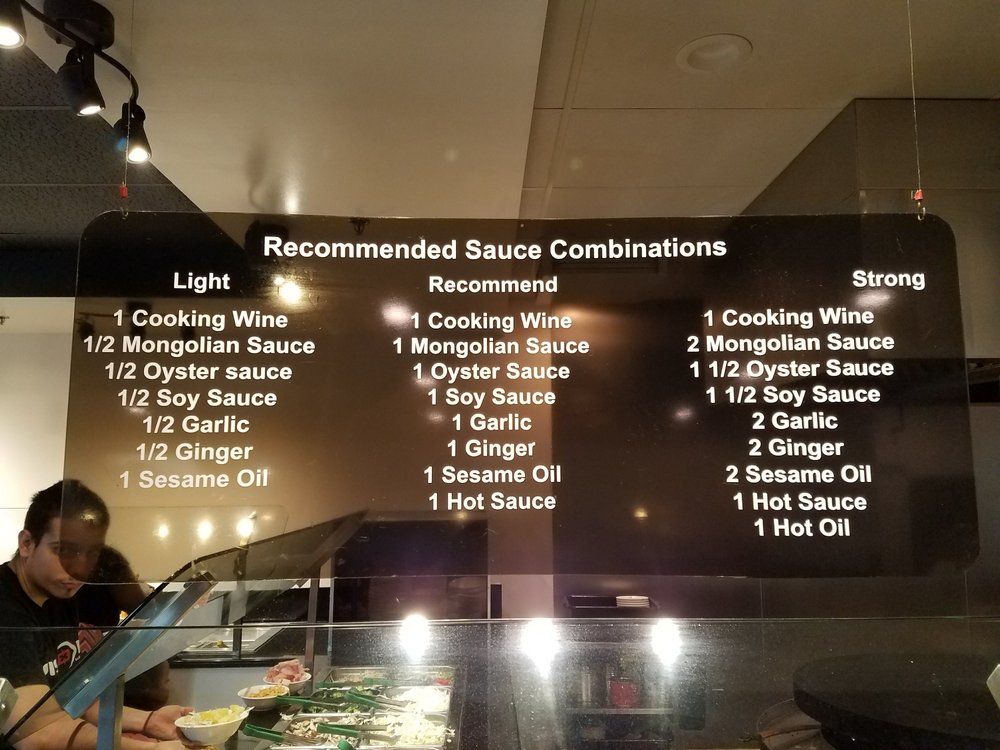 Recommended Sauce Combinations
Light
1 Cooking Wine
1/2 Mongolian Sauce
1/2 Oyster sauce
1/2 Soy Sauce
1/2 Garlic
1/2 Ginger
1 Sesame Oil
Recommend
1 Cooking Wine
1 Mongolian Sauce
1 Oyster Sauce
1 Soy Sauce
1 Garlic
1 Ginger
1 Sesame Oil
1 Hot Sauce
Strong
1 Cooking Wine
2 Mongolian Sauce
1 1/2 Oyster Sauce
1 1/2 Soy Sauce
2 Garlic
2 Ginger
2 Sesame Oil
1 Hot Sauce
1 Hot Oil